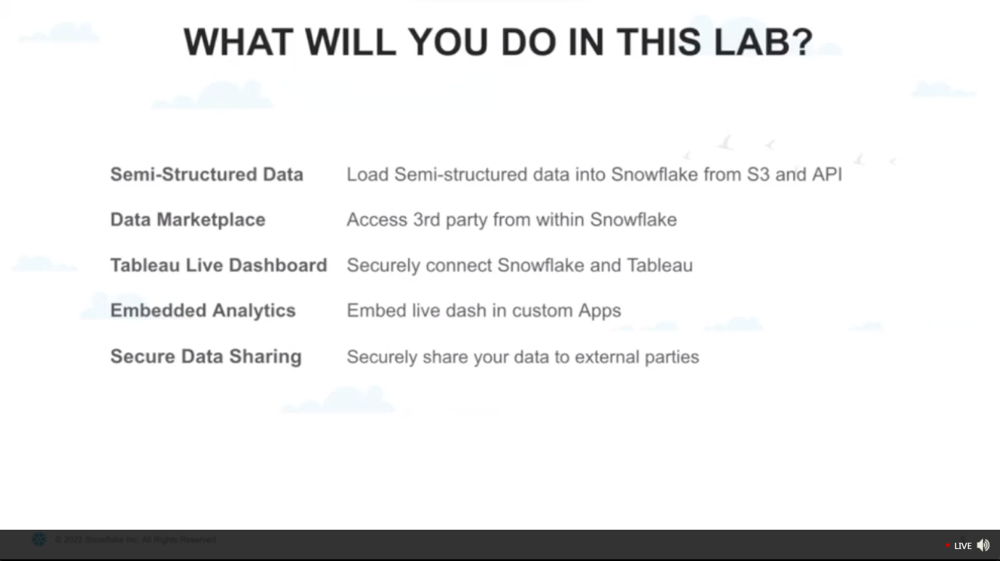 WHAT WILL YOU DO IN THIS LAB?
Semi-Structured Data Load Semi-structured data into Snowflake from S3 and API
Data Marketplace Access 3rd party from within Snowflake
Tableau Live Dashboard Securely connect Snowflake and Tableau
Embedded Analytics Embed live dash in custom Apps
Secure Data Sharing Securely share your data to external parties
© 2022 Snowflake Inc. All Rights Reserved
LIVE